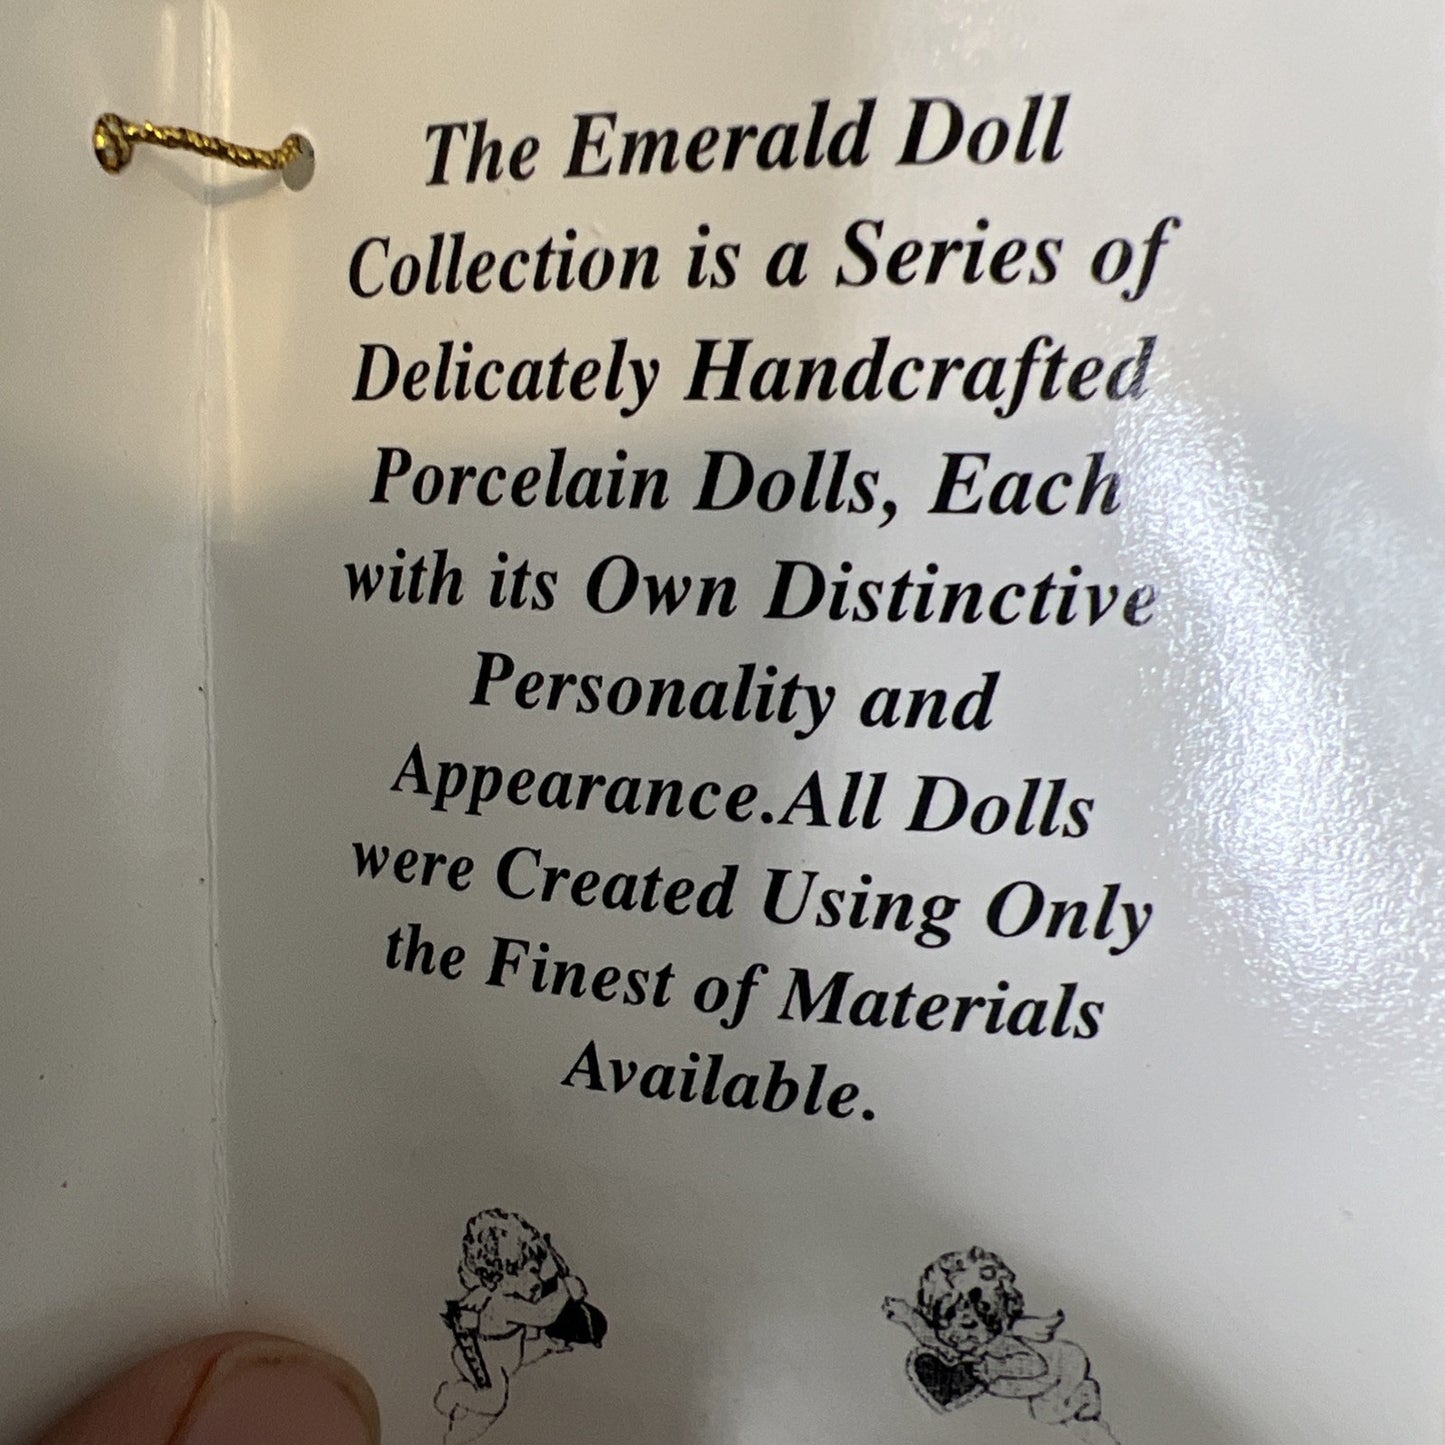 The Emerald Doll
Collection is a Series of
Delicately Handcrafted
Porcelain Dolls, Each
with its Own Distinctive
Personality and
Appearance.All Dolls
were Created Using Only
the Finest of Materials
Available.